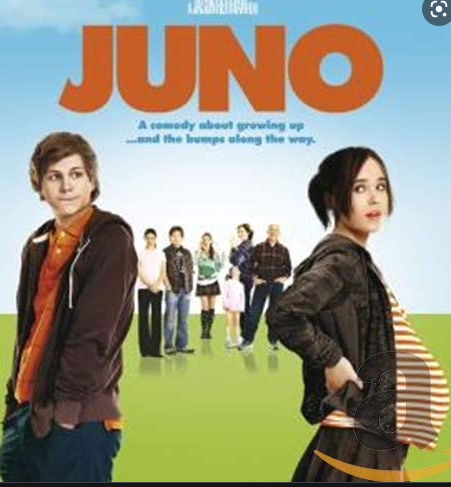 JUNO
A comedy about growing up
...and the bumps along the way.
a